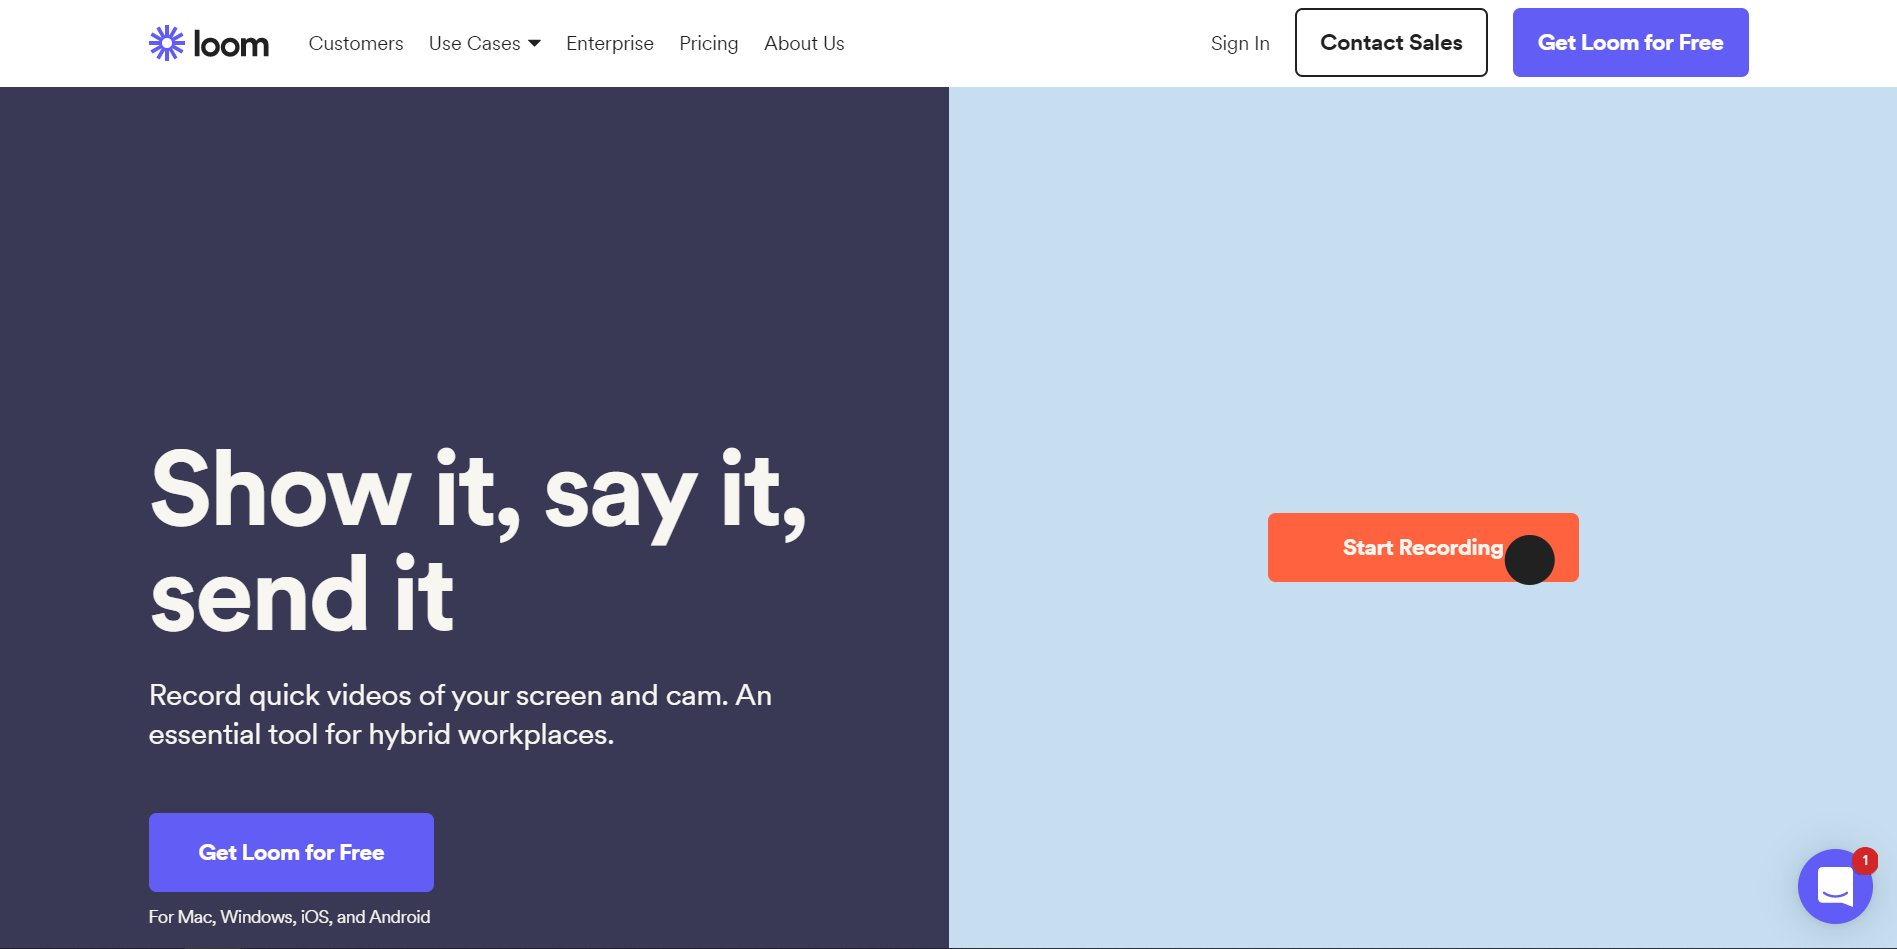 loom
Customers
Use Cases
Enterprise
Pricing
About Us
Sign In
Contact Sales
Get Loom for Free
Show it, say it,
send it
Record quick videos of your screen and cam. An
essential tool for hybrid workplaces.
Get Loom for Free
For Mac, Windows, iOS, and Android
Start Recording
1